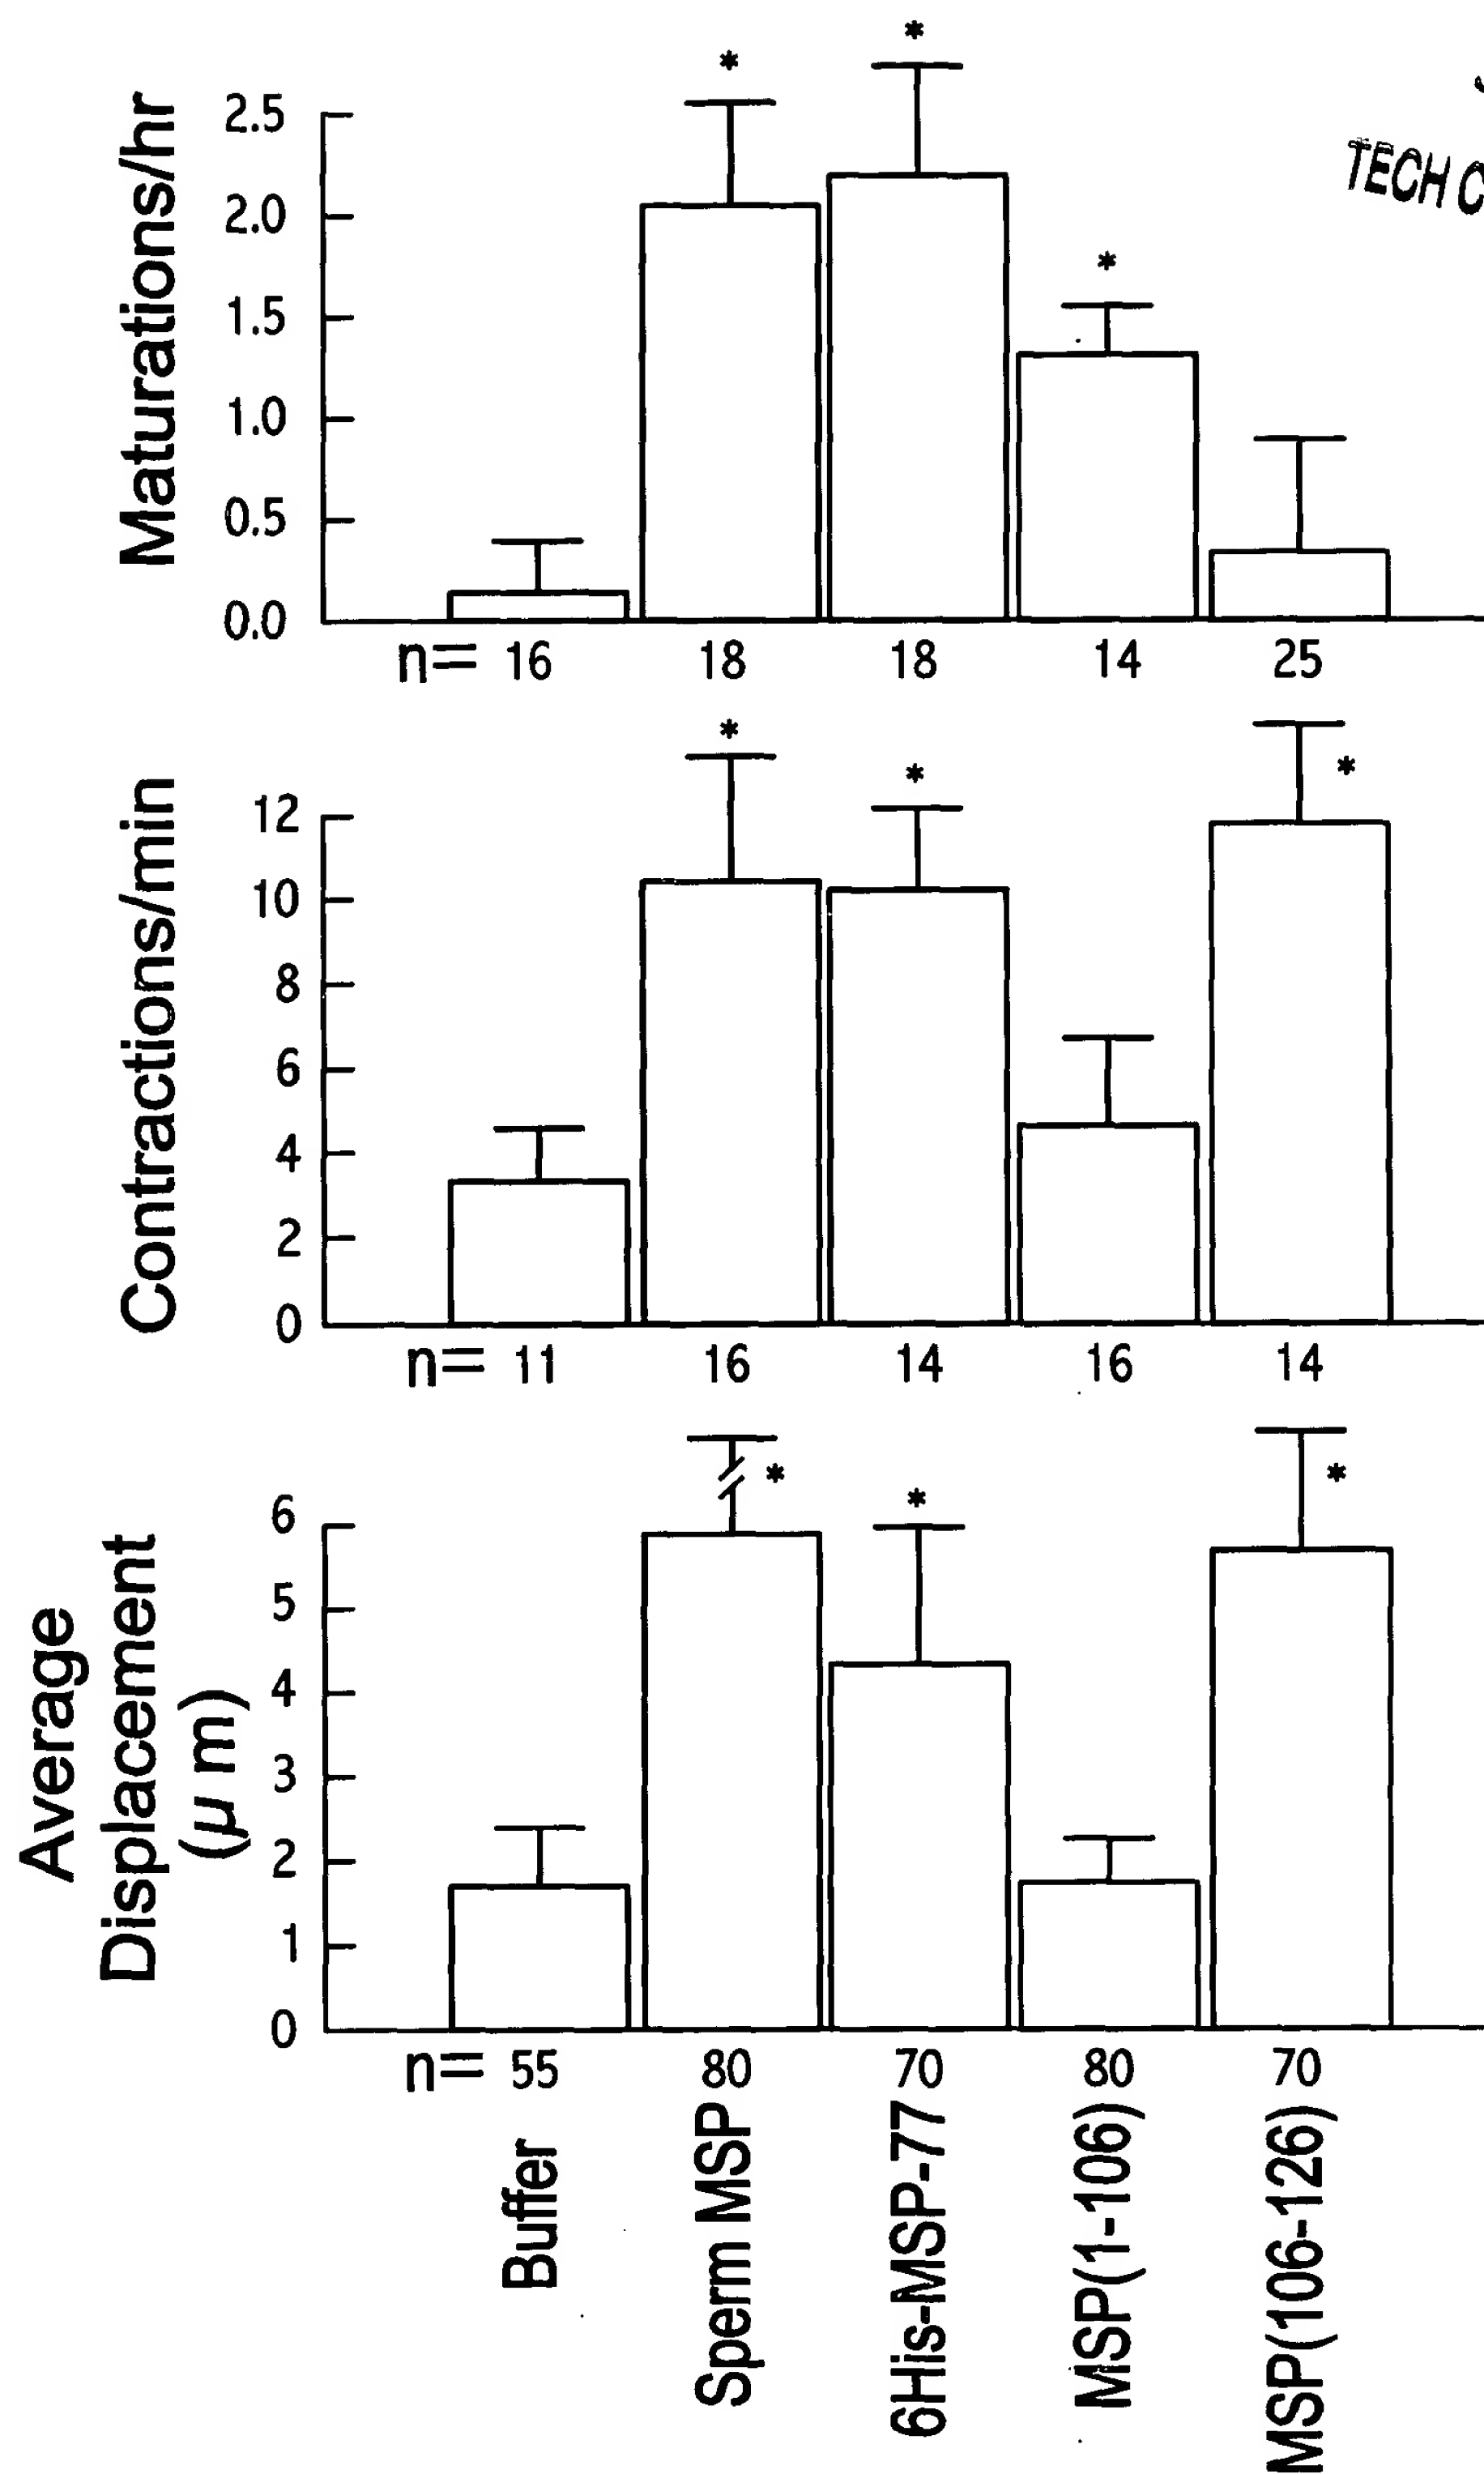 Maturations/hr
2.5
2.0
1.5
1.0
0.5
0.0
* * *
n= 16 18 18 14 25
TECH C
Contractions/min
12
10
8
6
4
2
0
* * *
n= 11 16 14 16 14
Average
Displacement
(μm)
6
5
4
3
2
1
0
* * *
n= 55 80 70 80 70
Buffer
Sperm MSP
6His-MSP-77
MSP(1-106)
MSP(106-126)